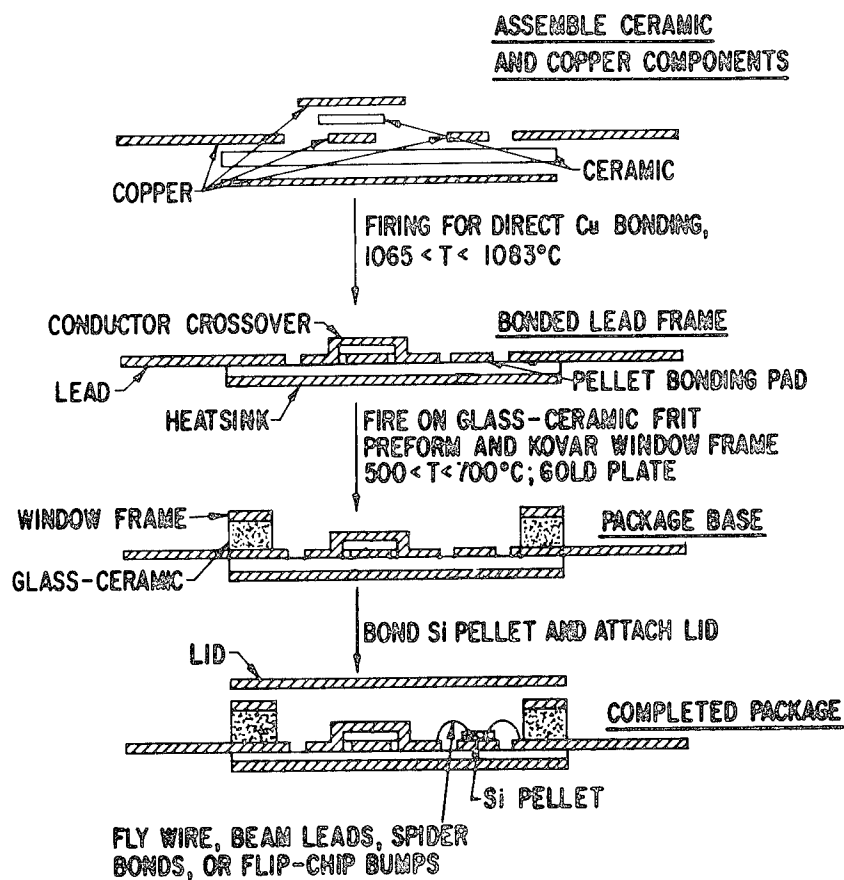 ASSEMBLE CERAMIC
AND COPPER COMPONENTS
COPPER
CERAMIC
FIRING FOR DIRECT Cu BONDING,
1065 < T < 1083°C
CONDUCTOR CROSSOVER
BONDED LEAD FRAME
LEAD
PELLET BONDING PAD
HEATSINK
FIRE ON GLASS-CERAMIC FRIT
PREFORM AND KOVAR WINDOW FRAME
500 < T < 700°C; GOLD PLATE
WINDOW FRAME
PACKAGE BASE
GLASS-CERAMIC
BOND Si PELLET AND ATTACH LID
LID
COMPLETED PACKAGE
Si PELLET
FLY WIRE, BEAM LEADS, SPIDER
BONDS, OR FLIP-CHIP BUMPS